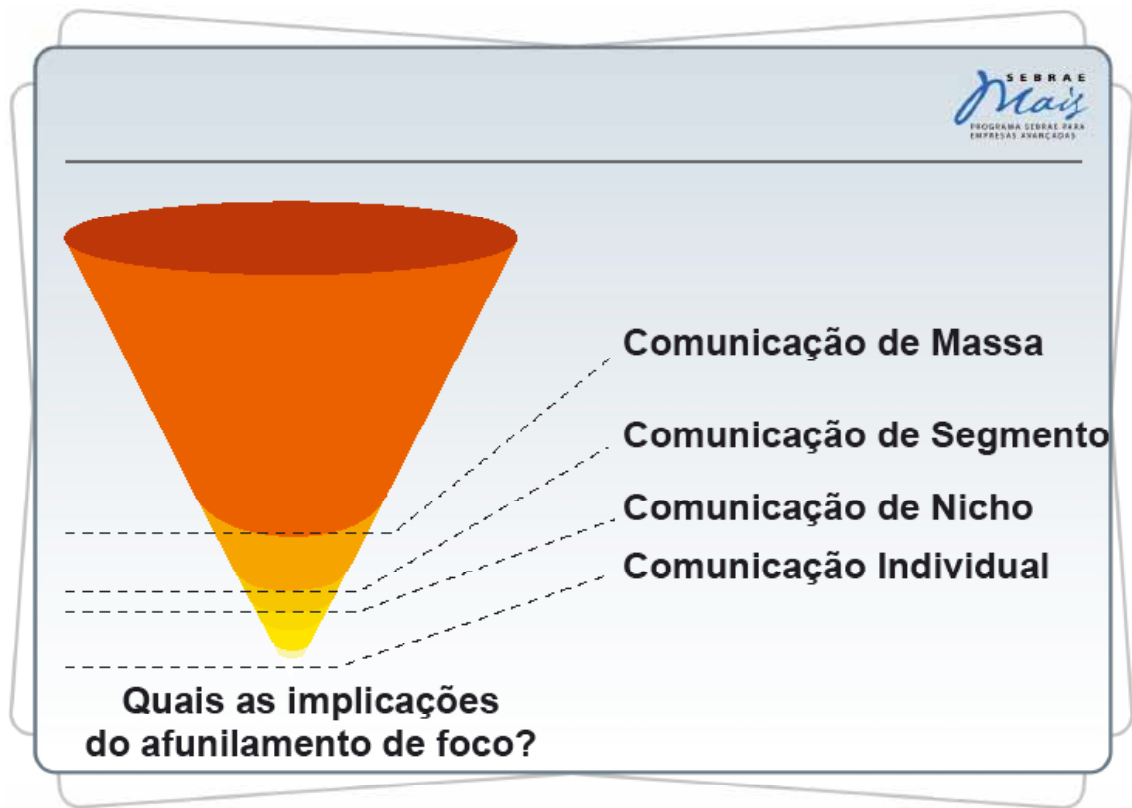 SEBRAE
Mais
PROGRAMA SEBRAE PARA
EMPRESAS AVANÇADAS
Comunicação de Massa
Comunicação de Segmento
Comunicação de Nicho
Comunicação Individual
Quais as implicações
do afunilamento de foco?